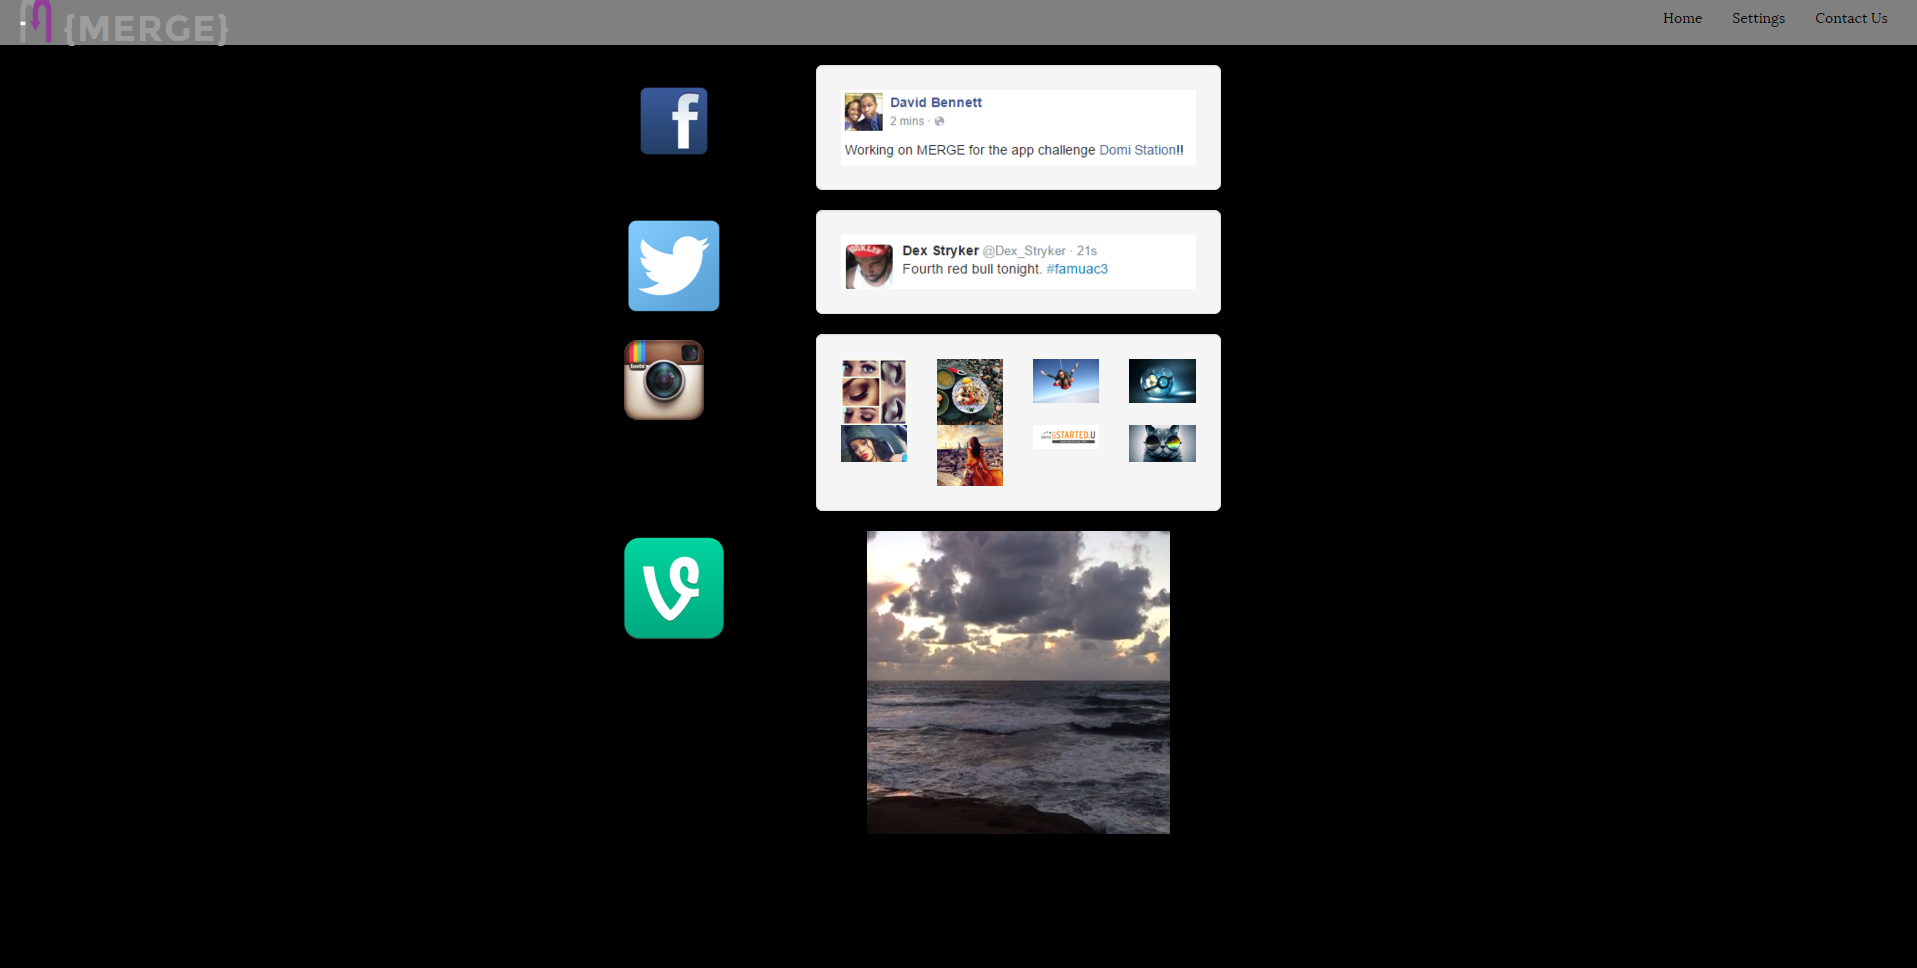 {MERGE}
Home Settings Contact Us
David Bennett
2 mins ·
Working on MERGE for the app challenge Domi Station!!
Dex Stryker @Dex_Stryker · 21s
Fourth red bull tonight. #famuac3
STARTED.U